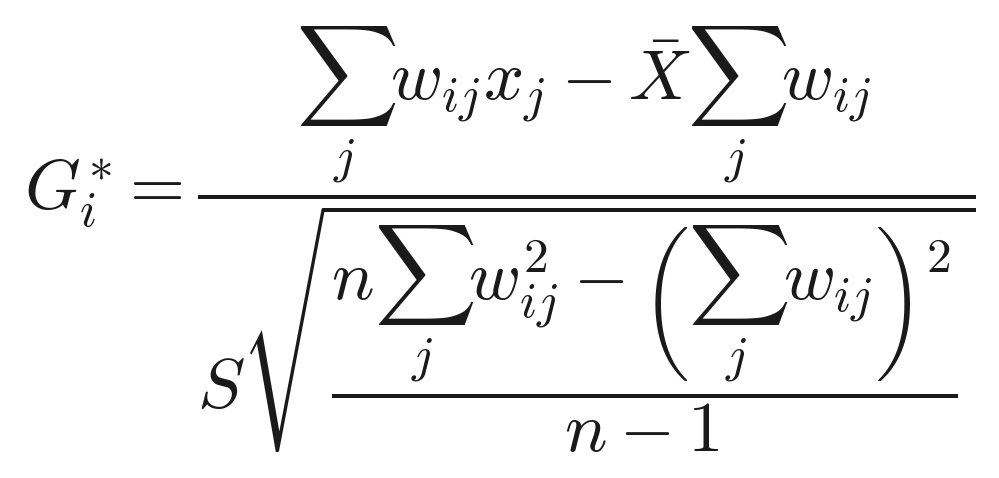 $$G_i^* = \frac{\sum_j w_{ij} x_j - \bar{X} \sum_j w_{ij}}{S \sqrt{\frac{n \sum_j w_{ij}^2 - \left( \sum_j w_{ij} \right)^2}{n - 1}}}$$